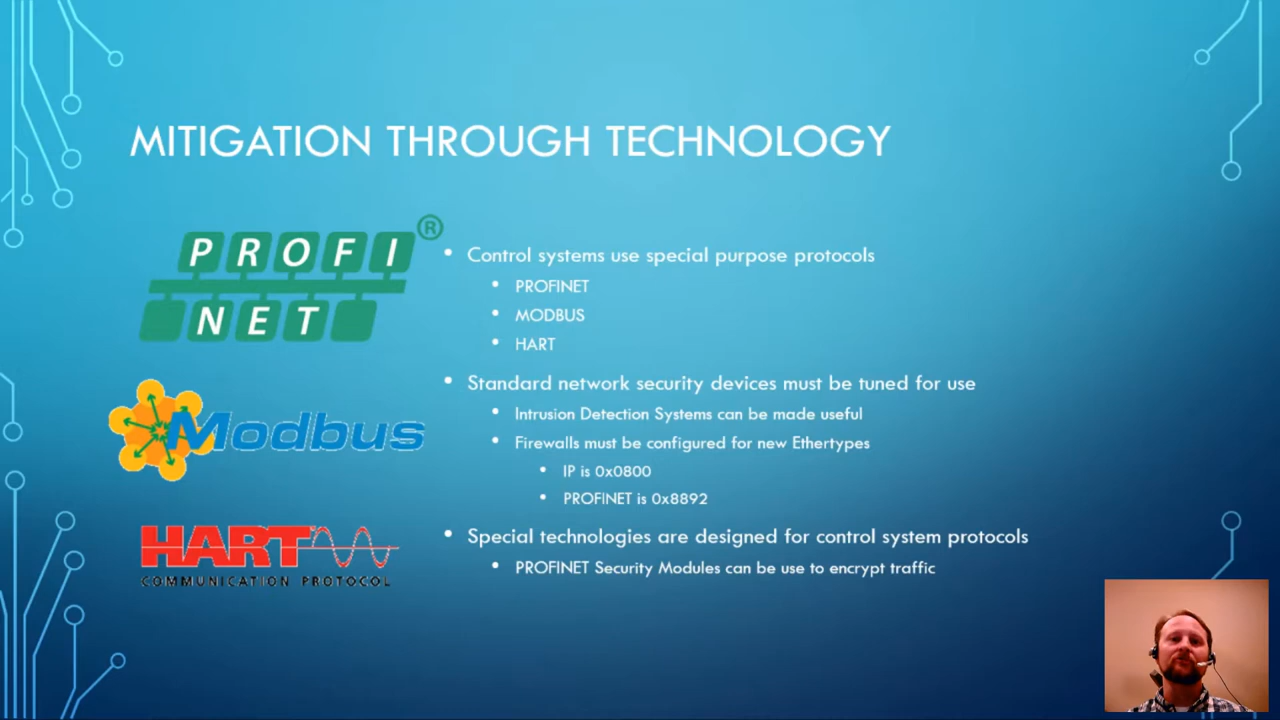 MITIGATION THROUGH TECHNOLOGY
PROFI®
NET
Modbus
HART
COMMUNICATION PROTOCOL
• Control systems use special purpose protocols
• PROFINET
• MODBUS
• HART
• Standard network security devices must be tuned for use
• Intrusion Detection Systems can be made useful
• Firewalls must be configured for new Ethertypes
• IP is 0x0800
• PROFINET is 0x8892
• Special technologies are designed for control system protocols
• PROFINET Security Modules can be use to encrypt traffic